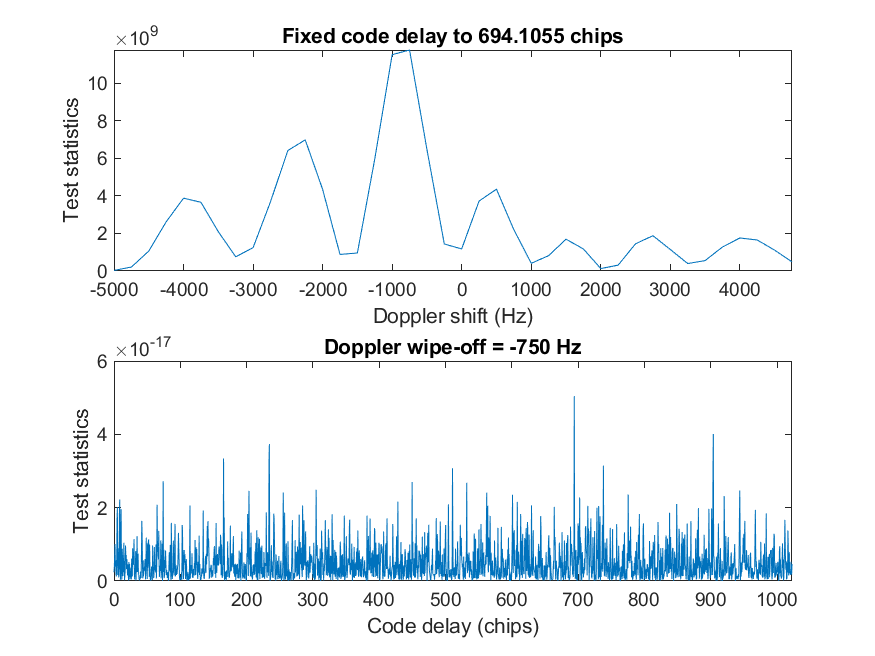 ×10^9
Fixed code delay to 694.1055 chips
Test statistics
10
8
6
4
2
0
-5000 -4000 -3000 -2000 -1000 0 1000 2000 3000 4000
Doppler shift (Hz)
×10^-17
Doppler wipe-off = -750 Hz
Test statistics
6
4
2
0
0 100 200 300 400 500 600 700 800 900 1000
Code delay (chips)